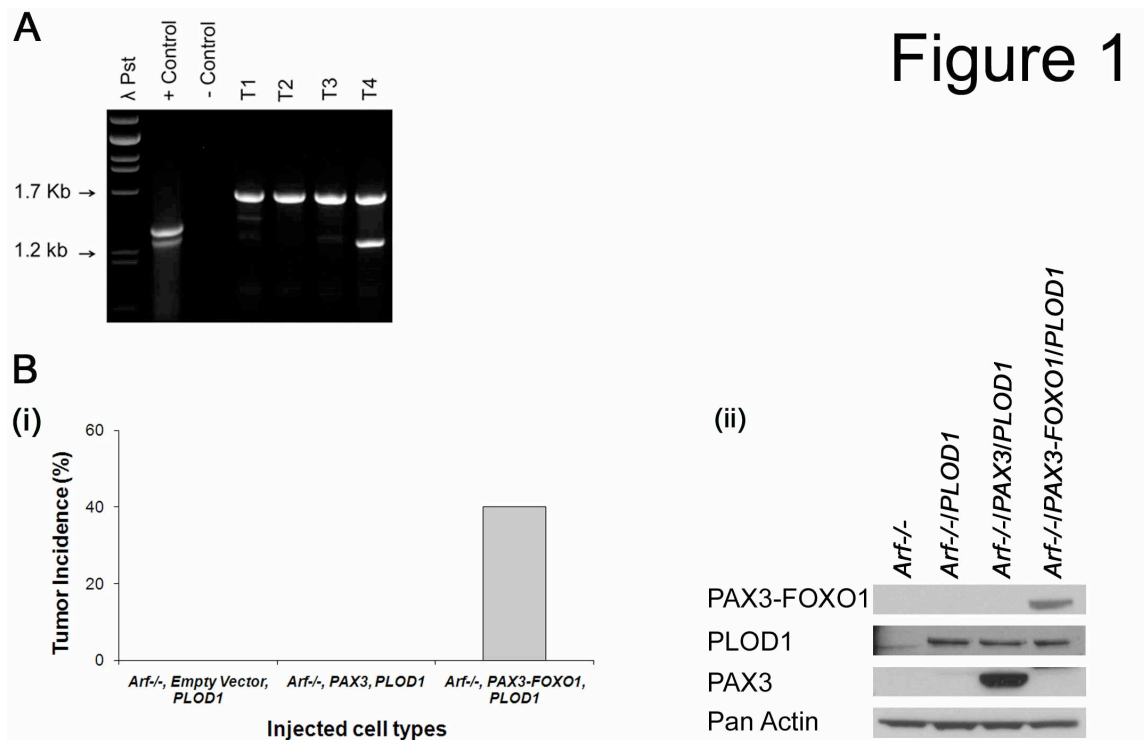 A
Figure 1
λ Pst
+ Control
- Control
T1
T2
T3
T4
1.7 Kb →
1.2 kb →
B
(i)
60
40
20
0
Tumor Incidence (%)
Arf-/-, Empty Vector,
PLOD1
Arf-/-, PAX3, PLOD1
Arf-/-, PAX3-FOXO1,
PLOD1
Injected cell types
(ii)
Arf-/-
Arf-/-/PLOD1
Arf-/-/PAX3/PLOD1
Arf-/-/PAX3-FOXO1/PLOD1
PAX3-FOXO1
PLOD1
PAX3
Pan Actin